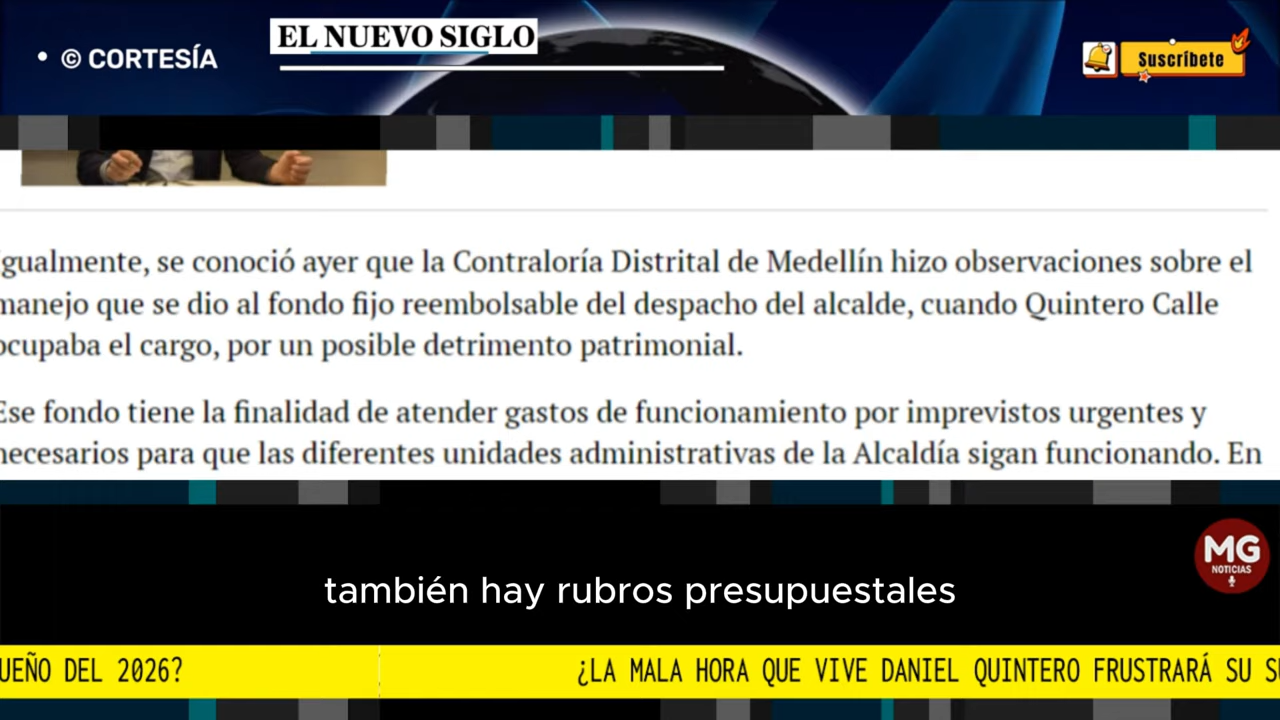 © CORTESÍA
EL NUEVO SIGLO
Suscríbete
gualmente, se conoció ayer que la Contraloría Distrital de Medellín hizo observaciones sobre el
manejo que se dio al fondo fijo reembolsable del despacho del alcalde, cuando Quintero Calle
ocupaba el cargo, por un posible detrimento patrimonial.
Ese fondo tiene la finalidad de atender gastos de funcionamiento por imprevistos urgentes y
necesarios para que las diferentes unidades administrativas de la Alcaldía sigan funcionando. En
MG
NOTICIAS
también hay rubros presupuestales
UEÑO DEL 2026? ¿LA MALA HORA QUE VIVE DANIEL QUINTERO FRUSTRARÁ SU S